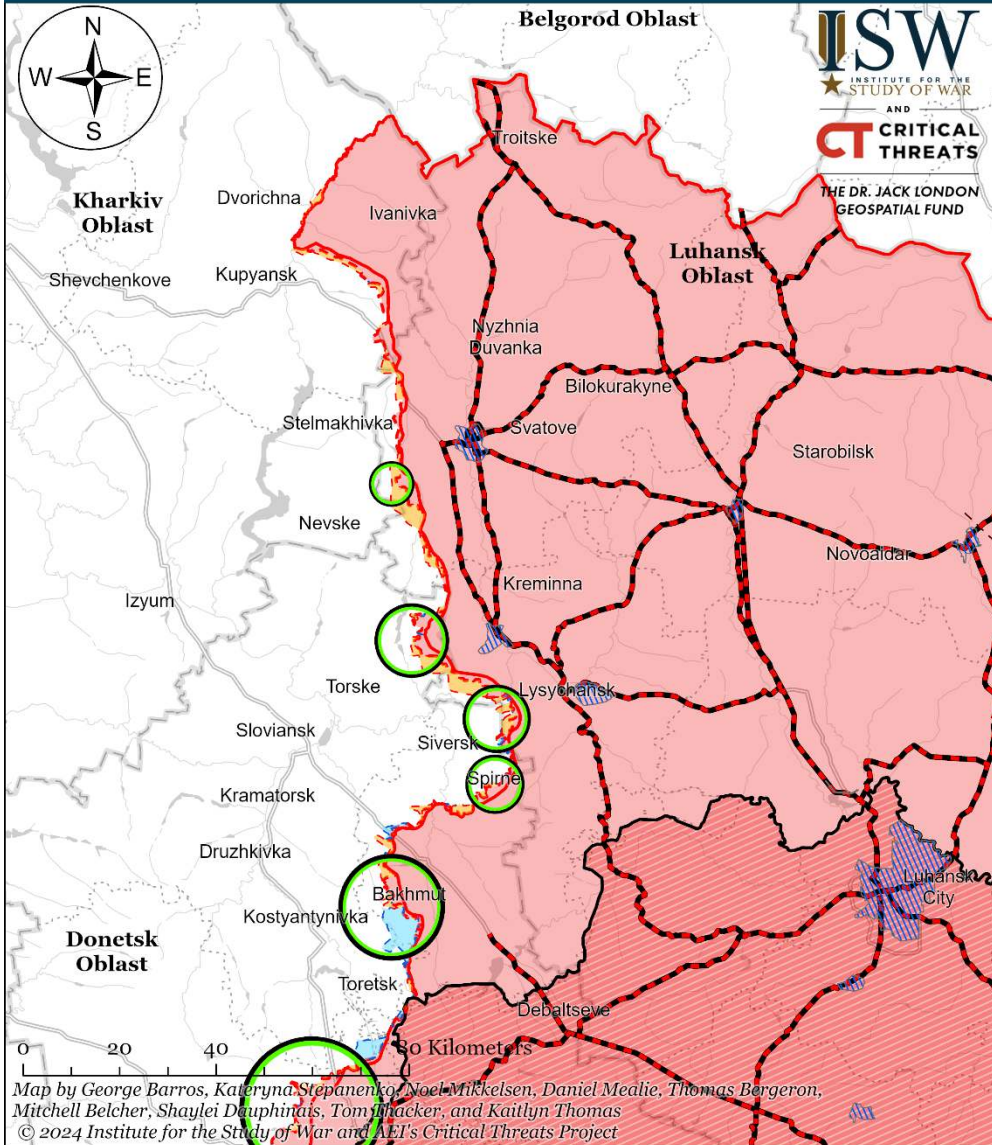 Belgorod Oblast
N
W
E
S
ISW
INSTITUTE FOR THE
STUDY OF WAR
AND
CT CRITICAL
THREATS
THE DR. JACK LONDON
GEOSPATIAL FUND
Troitske
Dvorichna
Kharkiv
Oblast
Ivanivka
Shevchenkove
Kupyansk
Luhansk
Oblast
Nyzhnia
Duvanka
Bilokurakyne
Stelmakhivka
Svatove
Starobilsk
Nevske
Novoaidar
Izyum
Kreminna
Torske
Lysychansk
Sloviansk
Siversk
Spirne
Kramatorsk
Druzhkivka
Luhansk
City
Bakhmut
Kostyantynivka
Donetsk
Oblast
Toretsk
Debaltseve
0 20 40 80 Kilometers
Map by George Barros, Kateryna Stepanenko, Noel Mikkelsen, Daniel Mealie, Thomas Bergeron,
Mitchell Belcher, Shaylei Dauphinais, Tom Thacker, and Kaitlyn Thomas
© 2024 Institute for the Study of War and AEI's Critical Threats Project